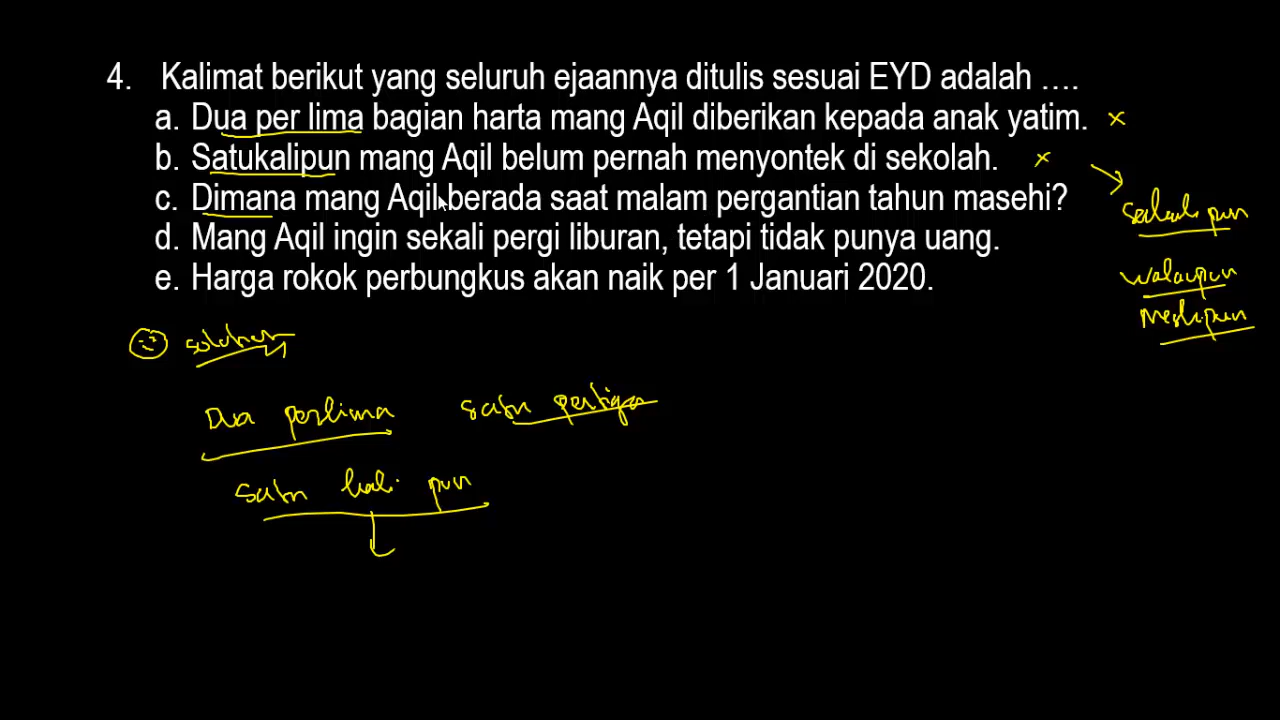 4. Kalimat berikut yang seluruh ejaannya ditulis sesuai EYD adalah ....
a. Dua per lima bagian harta mang Aqil diberikan kepada anak yatim. ×
b. Satukalipun mang Aqil belum pernah menyontek di sekolah. ×
c. Dimana mang Aqil berada saat malam pergantian tahun masehi?
sekali pun
d. Mang Aqil ingin sekali pergi liburan, tetapi tidak punya uang.
e. Harga rokok perbungkus akan naik per 1 Januari 2020.
walaupun
Meskipun
Dua perlima
satu pertiga
satu kali pun